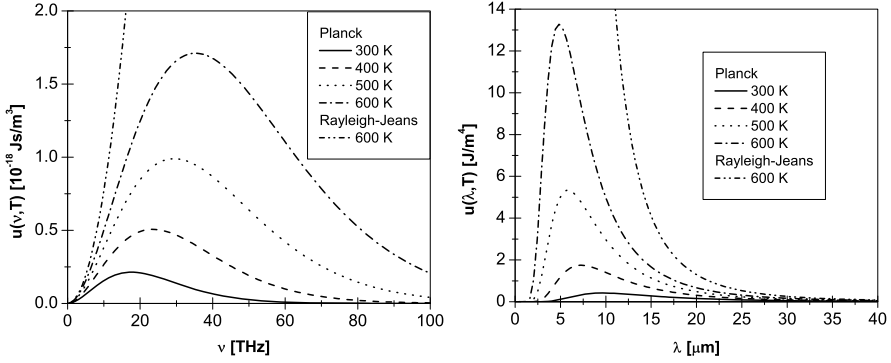 2.0
1.5
1.0
0.5
0.0
u(ν,T) [10⁻¹⁸ Js/m³]
0 20 40 60 80 100
ν [THz]
Planck
300 K
400 K
500 K
600 K
Rayleigh-Jeans
600 K
14
12
10
8
6
4
2
0
u(λ,T) [J/m⁴]
0 5 10 15 20 25 30 35 40
λ [μm]
Planck
300 K
400 K
500 K
600 K
Rayleigh-Jeans
600 K